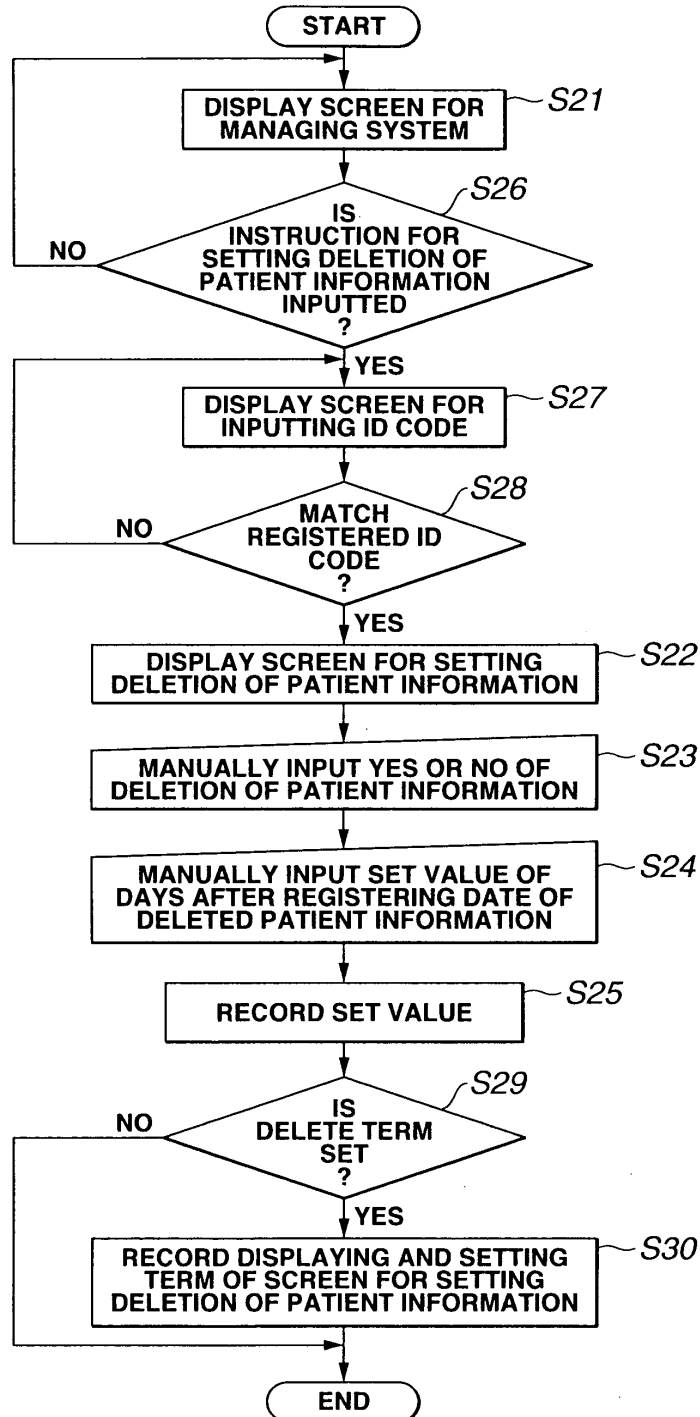 START
DISPLAY SCREEN FOR
MANAGING SYSTEM
S21
IS
INSTRUCTION FOR
SETTING DELETION OF
PATIENT INFORMATION
INPUTTED
?
S26
NO
YES
DISPLAY SCREEN FOR
INPUTTING ID CODE
S27
MATCH
REGISTERED ID
CODE
?
S28
NO
YES
DISPLAY SCREEN FOR SETTING
DELETION OF PATIENT INFORMATION
S22
MANUALLY INPUT YES OR NO OF
DELETION OF PATIENT INFORMATION
S23
MANUALLY INPUT SET VALUE OF
DAYS AFTER REGISTERING DATE OF
DELETED PATIENT INFORMATION
S24
RECORD SET VALUE
S25
IS
DELETE TERM
SET
?
S29
NO
YES
RECORD DISPLAYING AND SETTING
TERM OF SCREEN FOR SETTING
DELETION OF PATIENT INFORMATION
S30
END